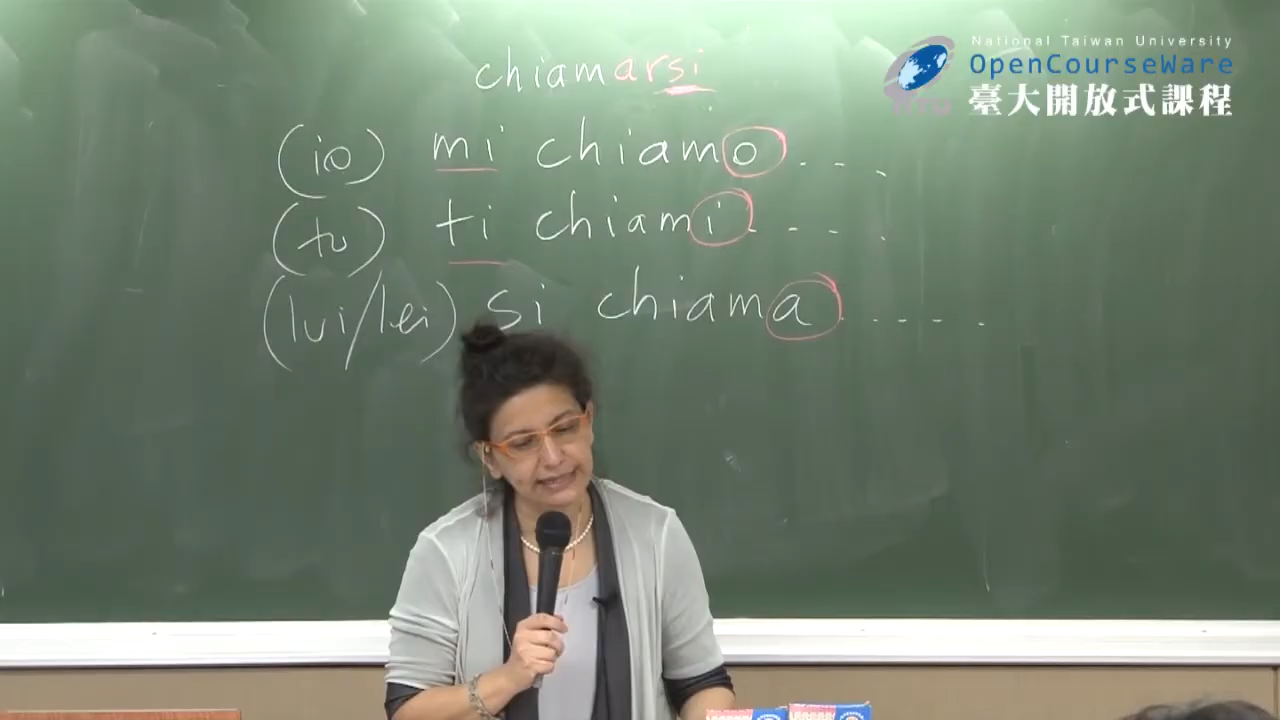 National Taiwan University
OpenCourseWare
臺大開放式課程
chiamarsi
(io) mi chiamo . . .
(tu) ti chiami . . . .
(lui/lei) si chiama . . . . .